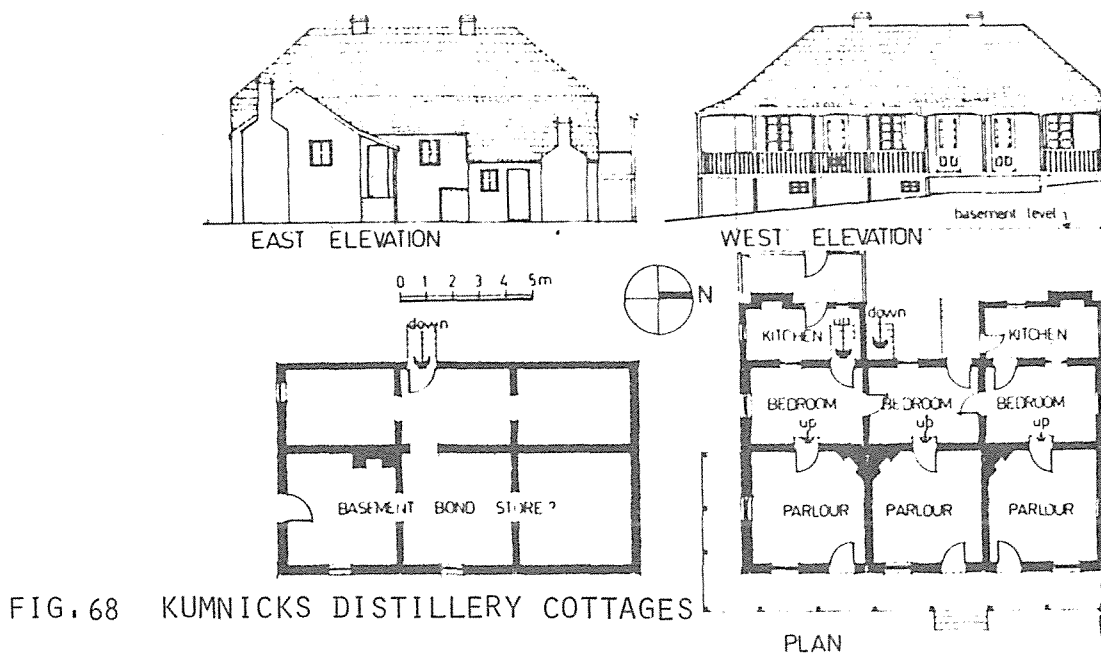 EAST ELEVATION
WEST ELEVATION
basement level
0 1 2 3 4 5m
N
down
KITCHEN
up
down
KITCHEN
BEDROOM
BEDROOM
BEDROOM
up
up
up
BASEMENT BOND STORE?
PARLOUR
PARLOUR
PARLOUR
FIG. 68 KUMNICKS DISTILLERY COTTAGES
PLAN